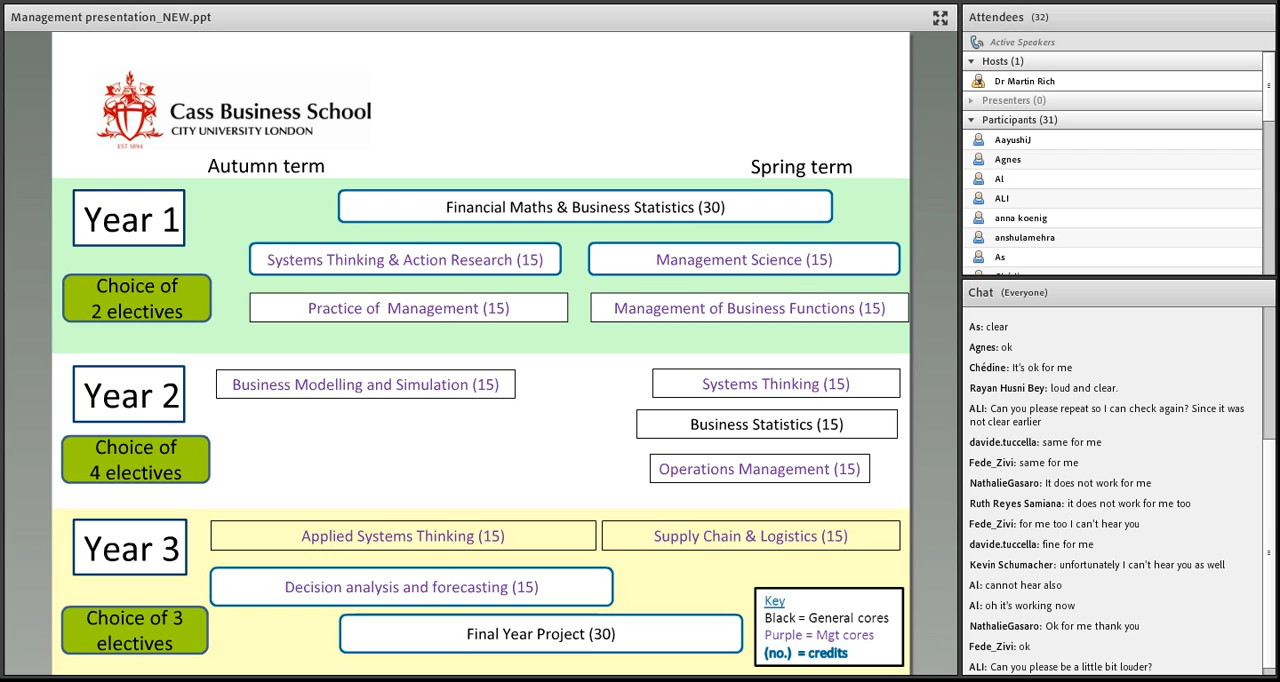 Management presentation_NEW.ppt
Cass Business School
CITY UNIVERSITY LONDON
EST 1894
Autumn term
Spring term
Year 1
Financial Maths & Business Statistics (30)
Systems Thinking & Action Research (15)
Management Science (15)
Choice of
2 electives
Practice of  Management (15)
Management of Business Functions (15)
Year 2
Business Modelling and Simulation (15)
Systems Thinking (15)
Business Statistics (15)
Choice of
4 electives
Operations Management (15)
Year 3
Applied Systems Thinking (15)
Supply Chain & Logistics (15)
Decision analysis and forecasting (15)
Choice of 3
electives
Final Year Project (30)
Key
Black = General cores
Purple = Mgt cores
(no.)  = credits
Attendees (32)
Active Speakers
Hosts (1)
Dr Martin Rich
Presenters (0)
Participants (31)
AayushiJ
Agnes
Al
ALI
anna koenig
anshulamehra
As
Chat (Everyone)
As: clear
Agnes: ok
Chédine: It's ok for me
Rayan Husni Bey: loud and clear.
ALI: Can you please repeat so I can check again? Since it was
not clear earlier
davide.tuccella: same for me
Fede_Zivi: same for me
NathalieGasaro: It does not work for me
Ruth Reyes Samiana: it does not work for me too
Fede_Zivi: for me too I can't hear you
davide.tuccella: fine for me
Kevin Schumacher: unfortunately I can't hear you as well
Al: cannot hear also
Al: oh it's working now
NathalieGasaro: Ok for me thank you
Fede_Zivi: ok
ALI: Can you please be a little bit louder?